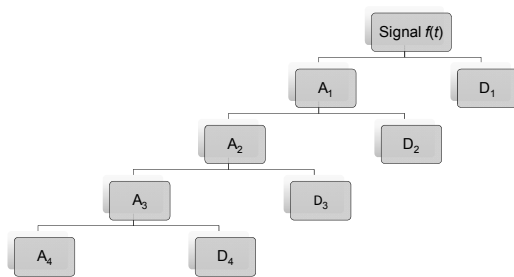 Signal f(t)
A₁
D₁
A₂
D₂
A₃
D₃
A₄
D₄